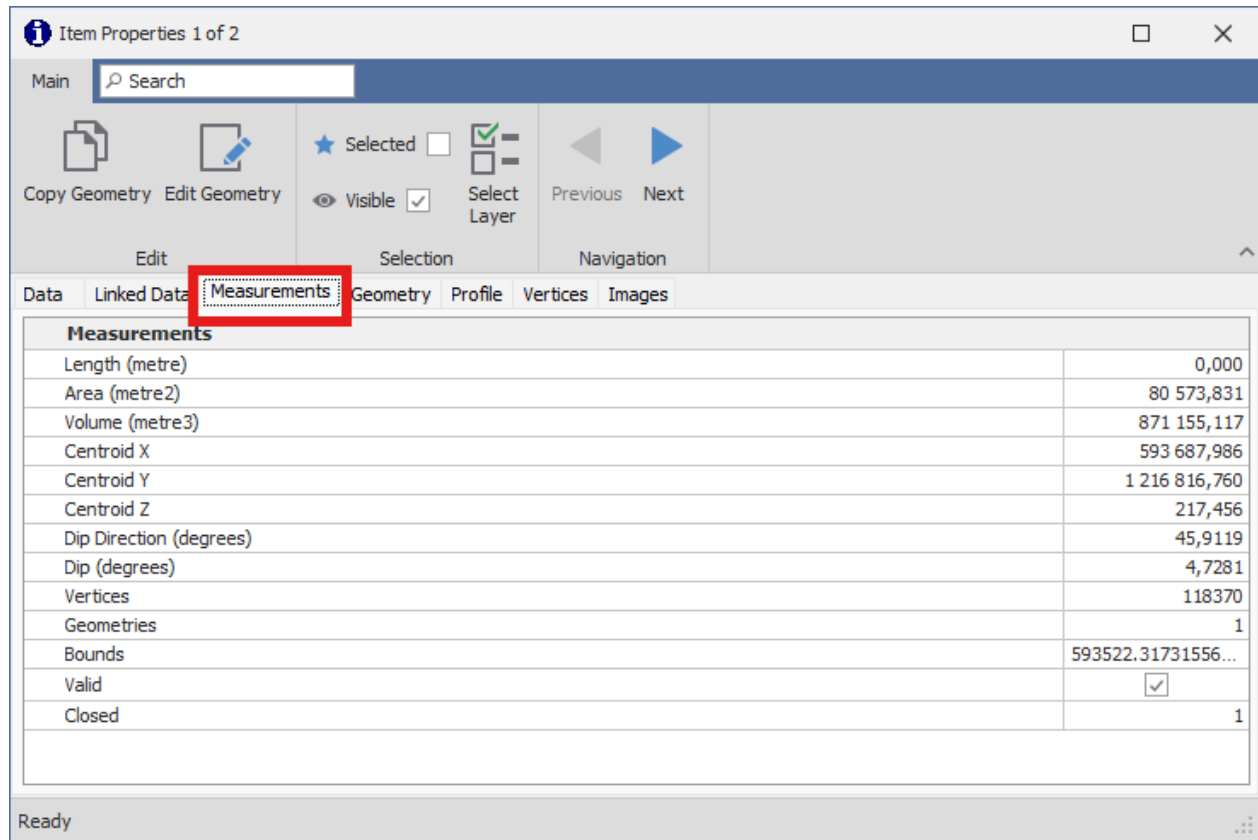 Item Properties 1 of 2
Main Search
Copy Geometry Edit Geometry Selected Visible Select Layer Previous Next
Edit Selection Navigation
Data Linked Data Measurements Geometry Profile Vertices Images
Measurements
Length (metre) 0,000
Area (metre2) 80 573,831
Volume (metre3) 871 155,117
Centroid X 593 687,986
Centroid Y 1 216 816,760
Centroid Z 217,456
Dip Direction (degrees) 45,9119
Dip (degrees) 4,7281
Vertices 118370
Geometries 1
Bounds 593522.31731556...
Valid
Closed 1
Ready